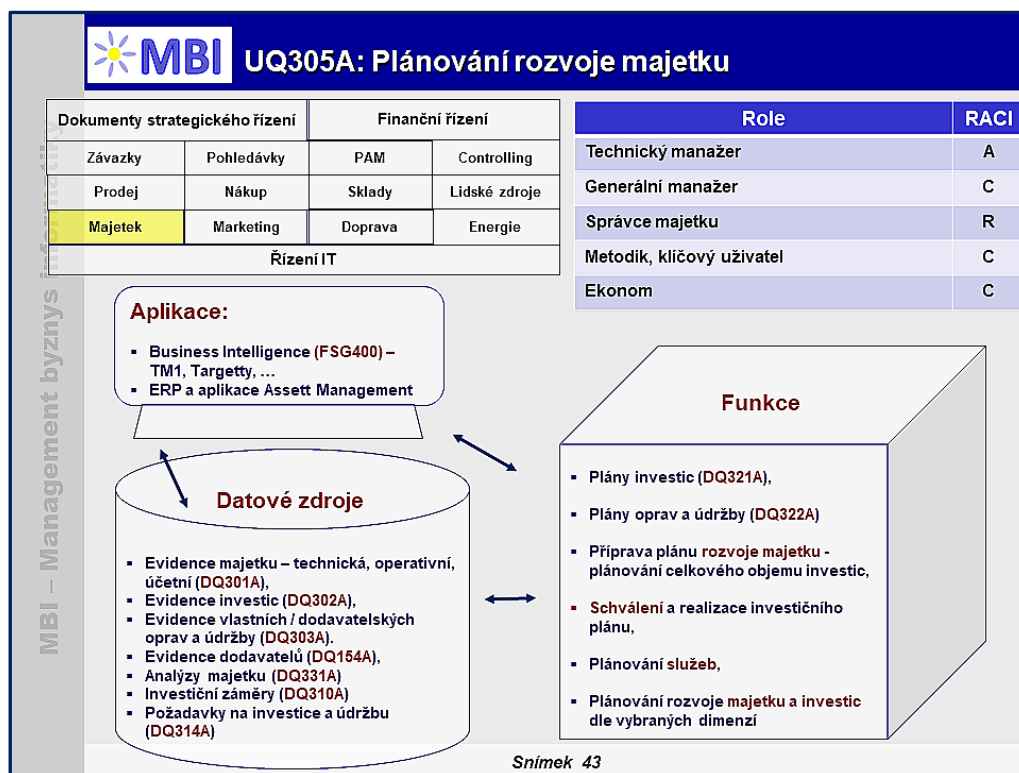 MBI
UQ305A: Plánování rozvoje majetku
MBI – Management byznys informatiky
Dokumenty strategického řízení
Finanční řízení
Závazky
Pohledávky
PAM
Controlling
Prodej
Nákup
Sklady
Lidské zdroje
Majetek
Marketing
Doprava
Energie
Řízení IT
Role
RACI
Technický manažer
A
Generální manažer
C
Správce majetku
R
Metodik, klíčový uživatel
C
Ekonom
C
Aplikace:
▪ Business Intelligence (FSG400) –
TM1, Targetty, …
▪ ERP a aplikace Assett Management
Datové zdroje
▪ Evidence majetku – technická, operativní,
účetní (DQ301A),
▪ Evidence investic (DQ302A),
▪ Evidence vlastních / dodavatelských
oprav a údržby (DQ303A).
▪ Evidence dodavatelů (DQ154A),
▪ Analýzy majetku (DQ331A)
▪ Investiční záměry (DQ310A)
▪ Požadavky na investice a údržbu
(DQ314A)
Funkce
▪ Plány investic (DQ321A),
▪ Plány oprav a údržby (DQ322A)
▪ Příprava plánu rozvoje majetku -
plánování celkového objemu investic,
▪ Schválení a realizace investičního
plánu,
▪ Plánování služeb,
▪ Plánování rozvoje majetku a investic
dle vybraných dimenzí
Snímek 43